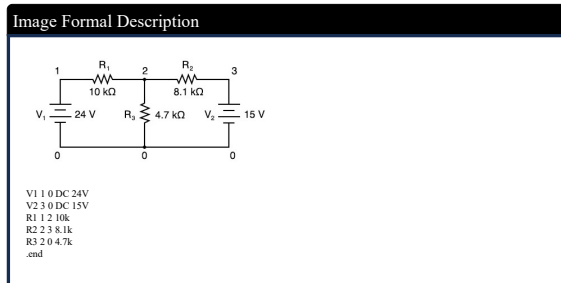 Image Formal Description
1 R₁ 2 R₂ 3
10 kΩ 8.1 kΩ
V₁ 24 V R₃ 4.7 kΩ V₂ 15 V
0 0 0
V1 1 0 DC 24V
V2 3 0 DC 15V
R1 1 2 10k
R2 2 3 8.1k
R3 2 0 4.7k
.end